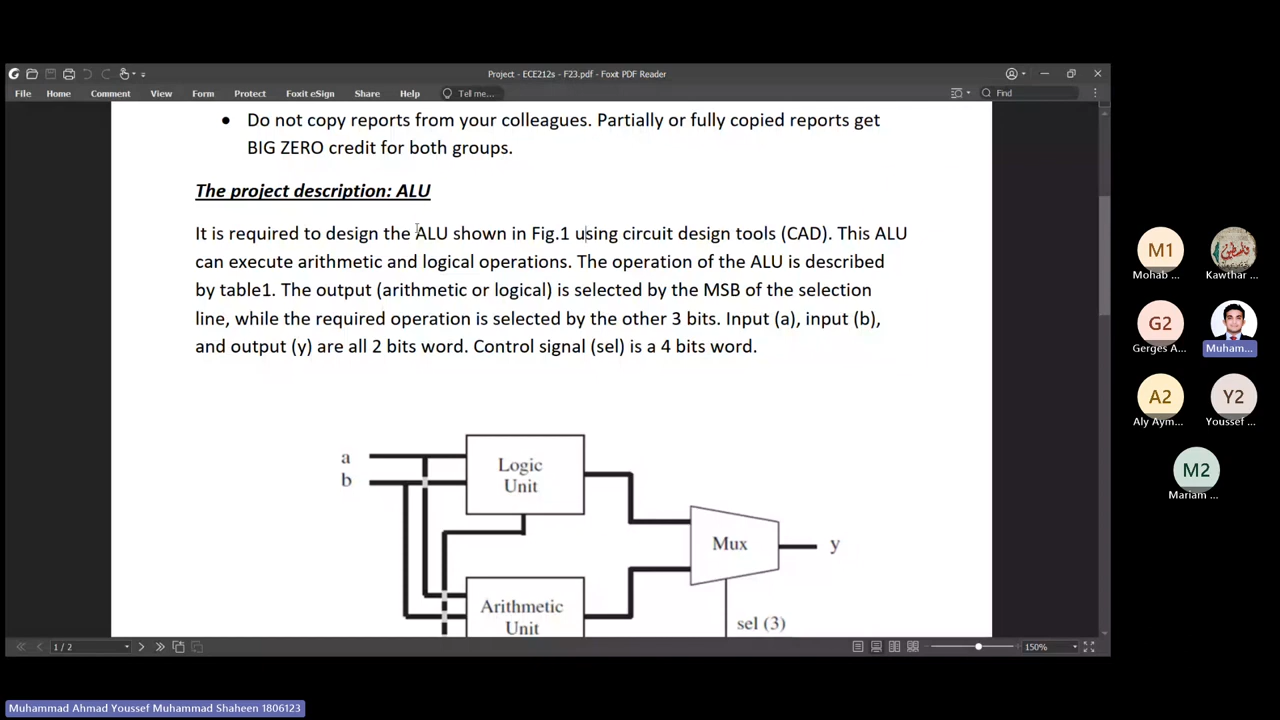 Project - ECE212s - F23.pdf - Foxit PDF Reader
File Home Comment View Form Protect Foxit eSign Share Help Tell me... Find
• Do not copy reports from your colleagues. Partially or fully copied reports get
BIG ZERO credit for both groups.
The project description: ALU
It is required to design the ALU shown in Fig.1 using circuit design tools (CAD). This ALU
can execute arithmetic and logical operations. The operation of the ALU is described
by table1. The output (arithmetic or logical) is selected by the MSB of the selection
line, while the required operation is selected by the other 3 bits. Input (a), input (b),
and output (y) are all 2 bits word. Control signal (sel) is a 4 bits word.
a
b
Logic
Unit
Mux
y
Arithmetic
Unit
sel (3)
1 / 2
150%
M1
Mohab ...
Kawthar ...
G2
Gerges A...
Muham...
A2
Aly Aym...
Y2
Youssef ...
M2
Mariam ...
Muhammad Ahmad Youssef Muhammad Shaheen 1806123